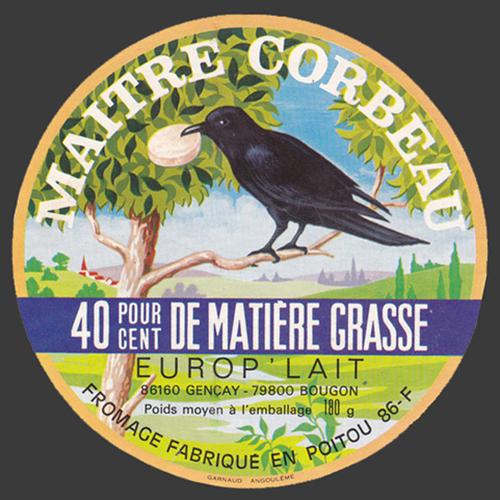 MAITRE CORBEAU
40 POUR CENT DE MATIÈRE GRASSE
EUROP'LAIT
86160 GENÇAY - 79800 BOUGON
Poids moyen à l'emballage 180 g
FROMAGE FABRIQUÉ EN POITOU 86-F
GARNAUD ANGOULÊME